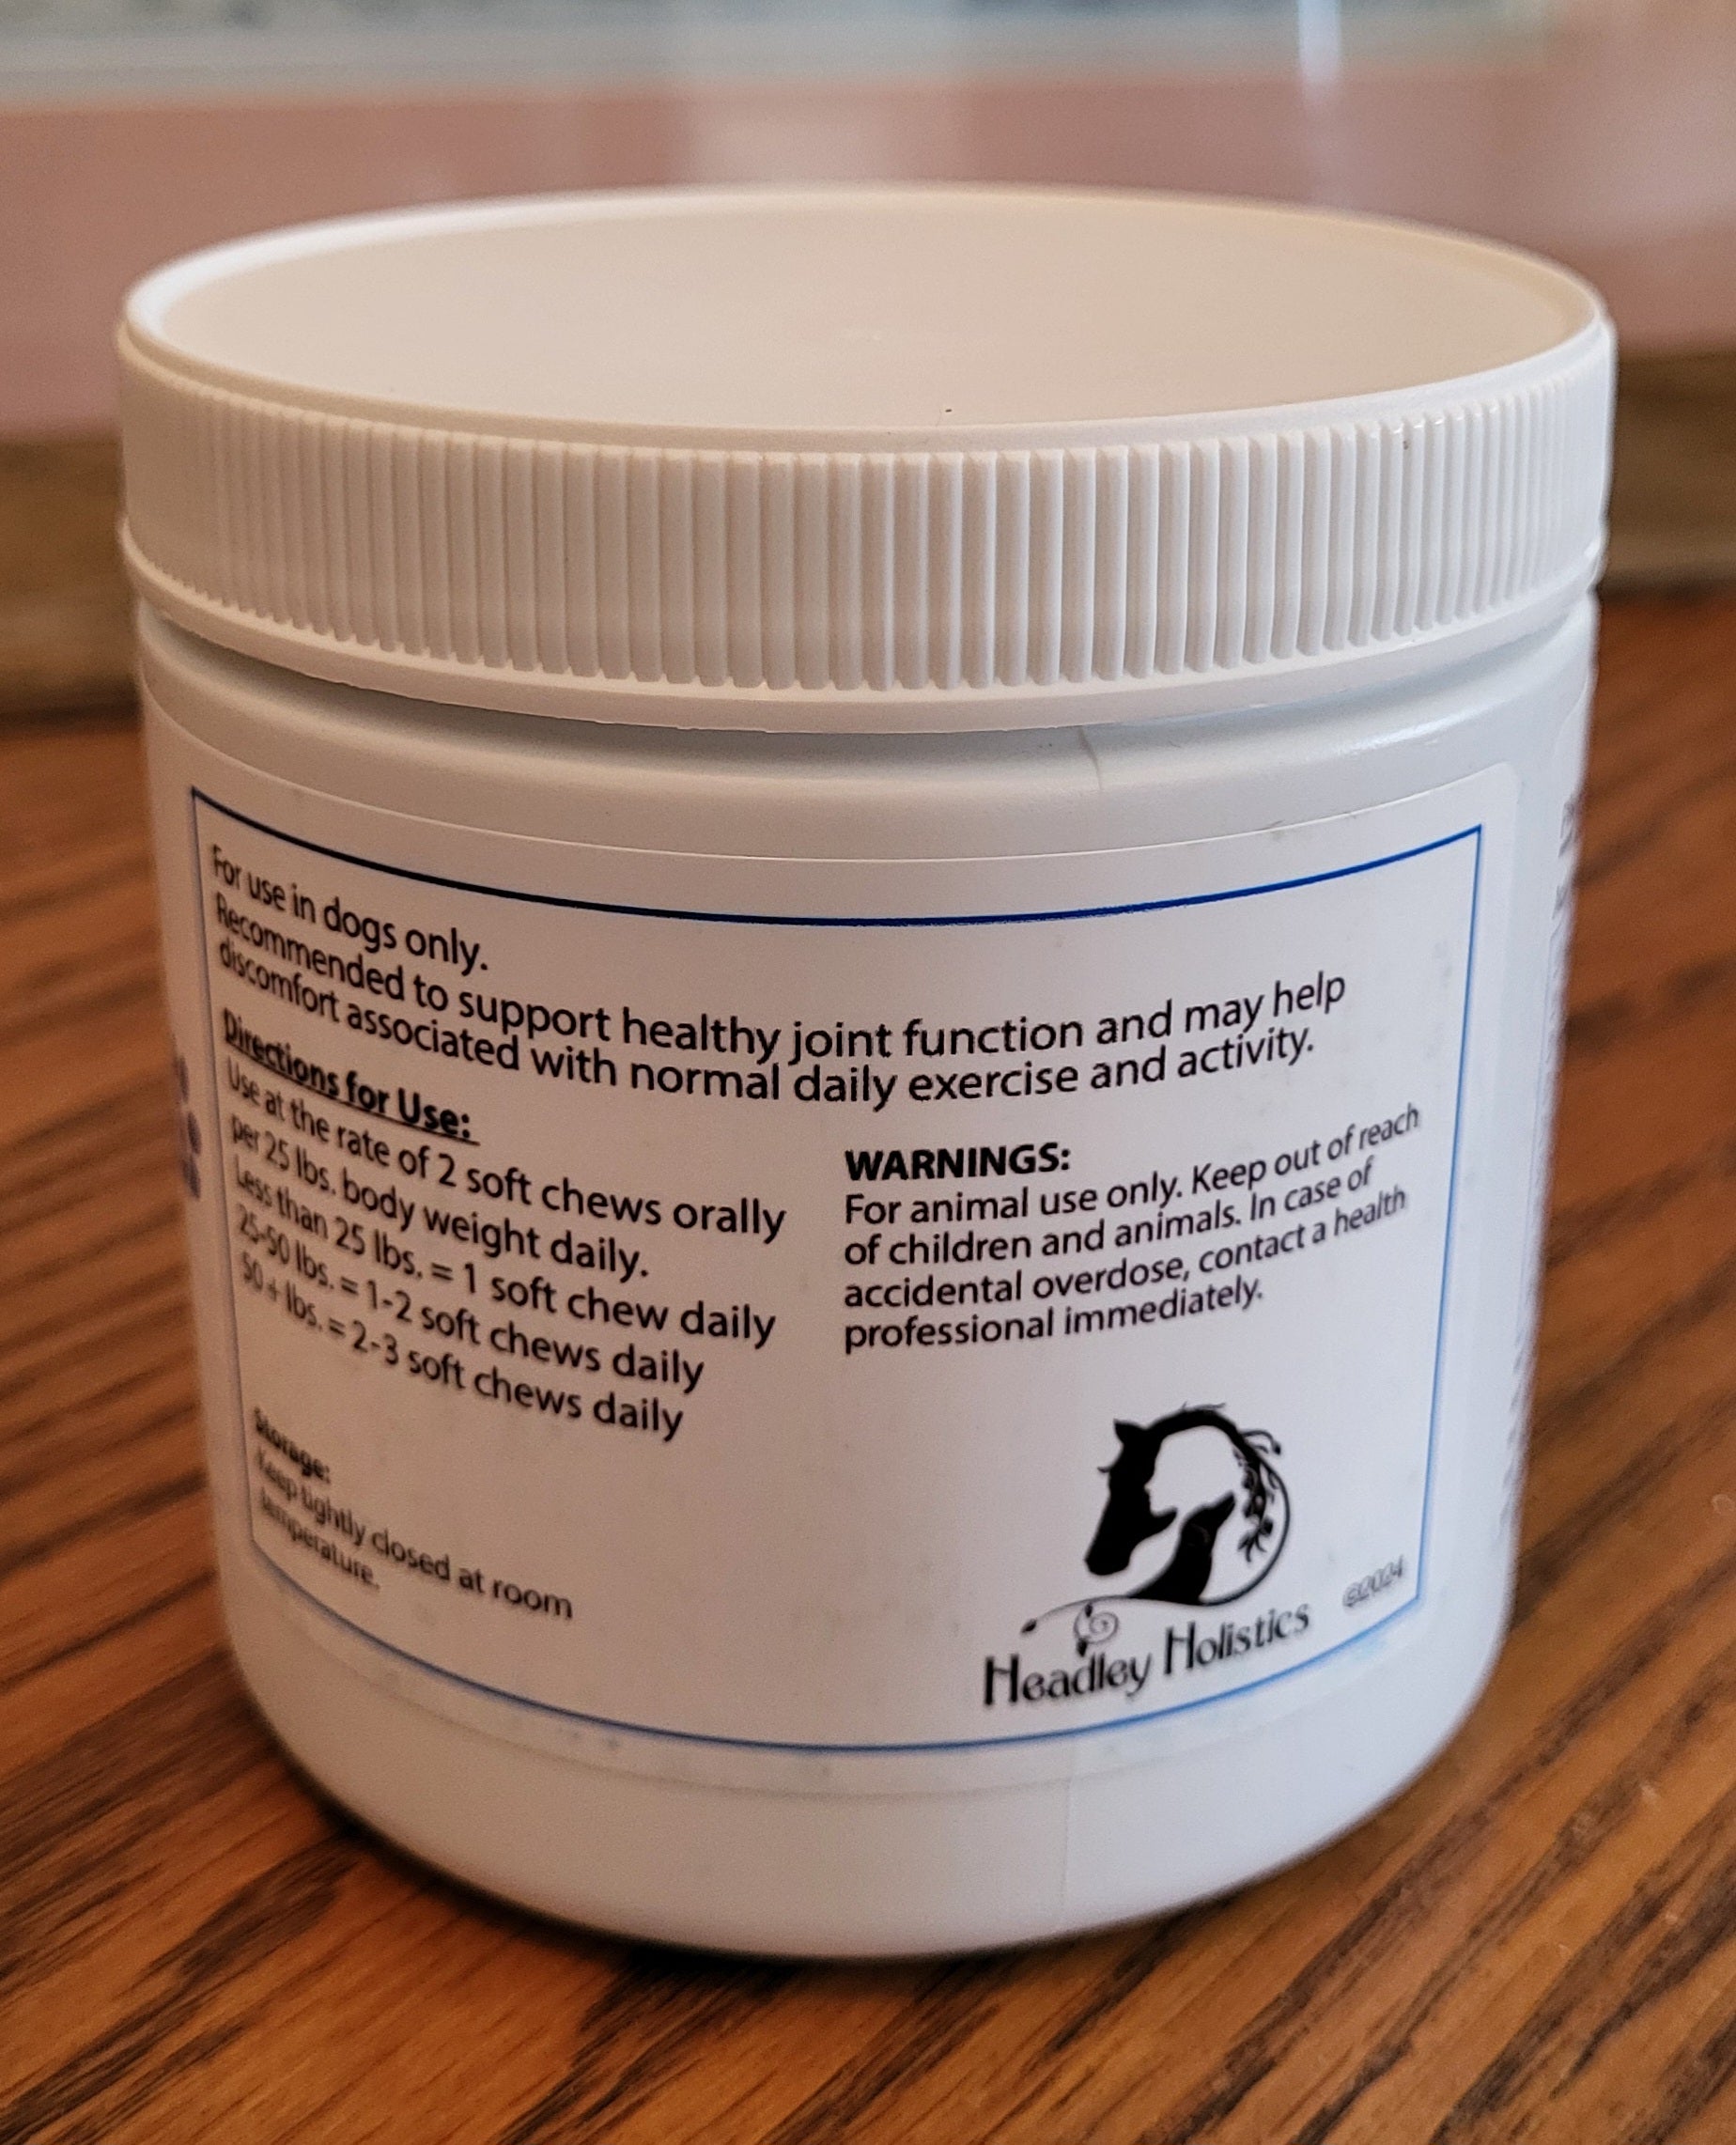 For use in dogs only.
Recommended to support healthy joint function and may help
discomfort associated with normal daily exercise and activity.
Directions for Use:
Use at the rate of 2 soft chews orally
per 25 lbs. body weight daily.
Less than 25 lbs. = 1 soft chew daily
25-50 lbs. = 1-2 soft chews daily
50 + lbs. = 2-3 soft chews daily
Storage:
Keep tightly closed at room
temperature.
WARNINGS:
For animal use only. Keep out of reach
of children and animals. In case of
accidental overdose, contact a health
professional immediately.
Headley Holistics
©2024